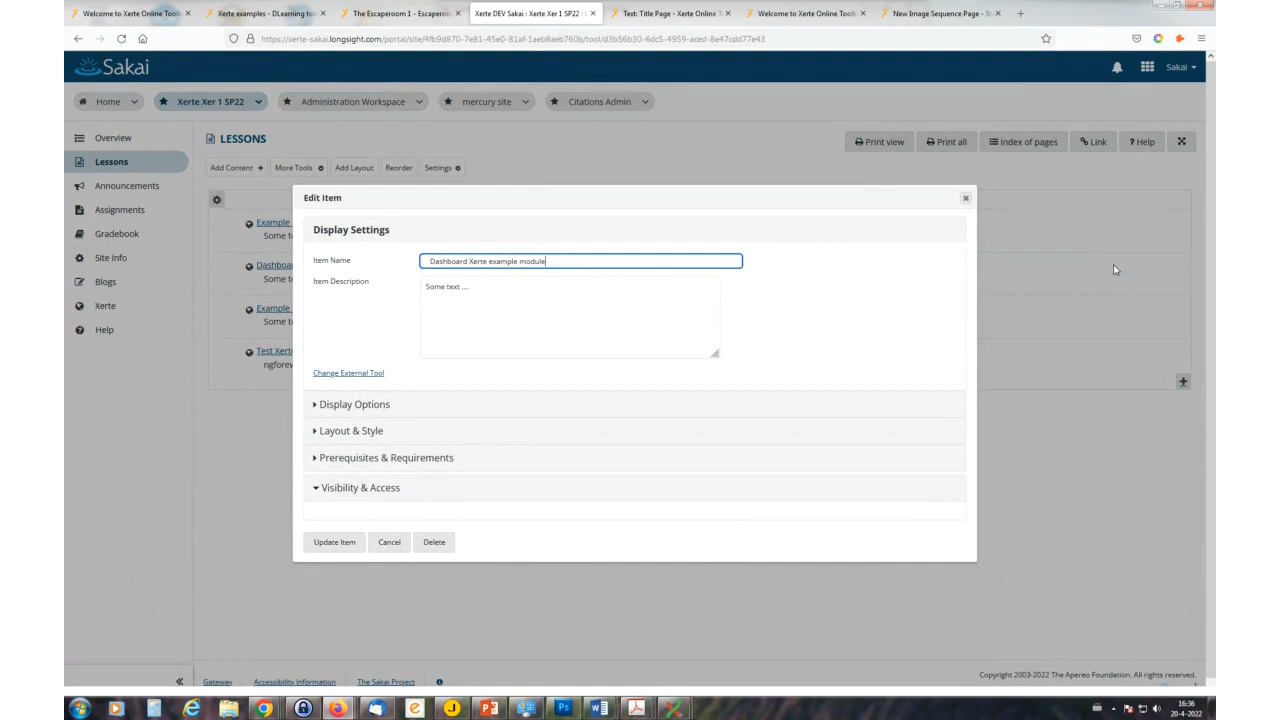 Welcome to Xerte Online Toolk
Xerte examples - DLearning too
The Escaperoom 1 - Escaperoo
Xerte DEV Sakai : Xerte Xer 1 SP22 :
Text: Title Page - Xerte Online T
Welcome to Xerte Online Toolk
New Image Sequence Page -
https://xerte-sakai.longsight.com/portal/site/4fb9d870-7e81-45e0-81af-1aeb8aeb760b/tool/d3b56b30-6dc5-4959-aced-8e47cdd77e43
Sakai
Sakai
Home
Xerte Xer 1 SP22
Administration Workspace
mercury site
Citations Admin
Overview
Lessons
Announcements
Assignments
Gradebook
Site Info
Blogs
Xerte
Help
LESSONS
Print view
Print all
Index of pages
Link
? Help
Add Content +
More Tools
Add Layout
Reorder
Settings
Example
Some t
Dashboa
Some t
Example
Some t
Test Xert
ngforew
Edit Item
Display Settings
Item Name
Dashboard Xerte example module
Item Description
Some text ....
Change External Tool
Display Options
Layout & Style
Prerequisites & Requirements
Visibility & Access
Update Item
Cancel
Delete
Gateway
Accessibility Information
The Sakai Project
Copyright 2003-2022 The Apereo Foundation. All rights reserved.
16:36
20-4-2022